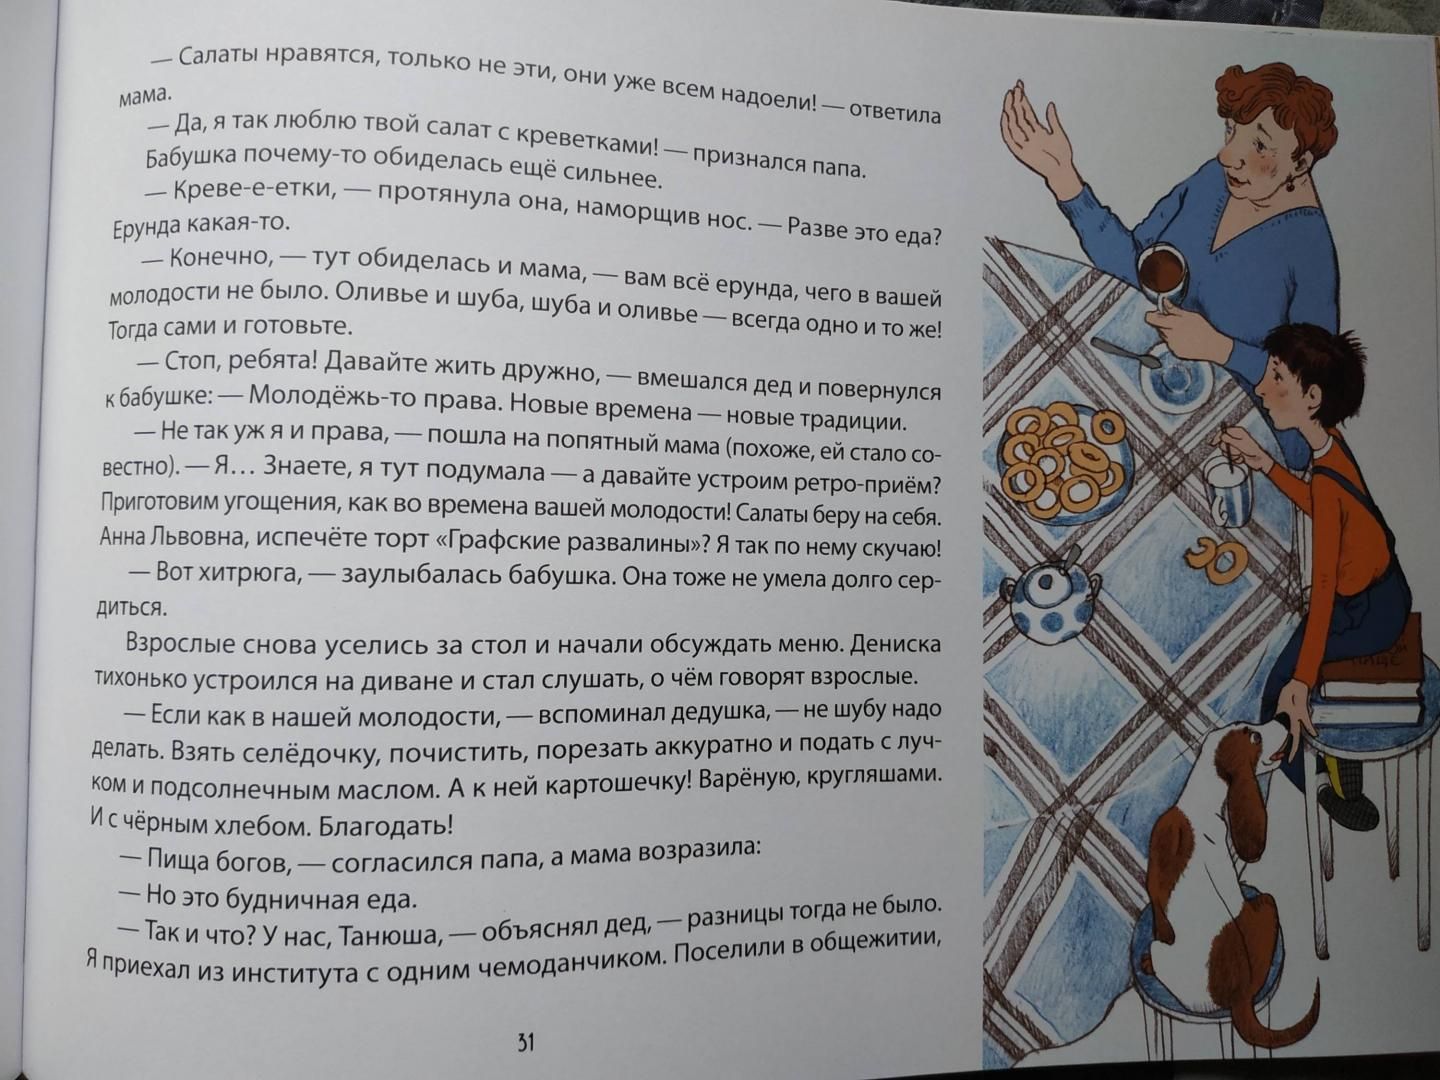 — Салаты нравятся, только не эти, они уже всем надоели! — ответила
мама.
— Да, я так люблю твой салат с креветками! — признался папа.
Бабушка почему-то обиделась ещё сильнее.
— Креве-е-етки, — протянула она, наморщив нос. — Разве это еда?
Ерунда какая-то.
— Конечно, — тут обиделась и мама, — вам всё ерунда, чего в вашей
молодости не было. Оливье и шуба, шуба и оливье — всегда одно и то же!
Тогда сами и готовьте.
— Стоп, ребята! Давайте жить дружно, — вмешался дед и повернулся
к бабушке: — Молодёжь-то права. Новые времена — новые традиции.
— Не так уж я и права, — пошла на попятный мама (похоже, ей стало со-
вестно). — Я... Знаете, я тут подумала — а давайте устроим ретро-приём?
Приготовим угощения, как во времена вашей молодости! Салаты беру на себя.
Анна Львовна, испечёте торт «Графские развалины»? Я так по нему скучаю!
— Вот хитрюга, — заулыбалась бабушка. Она тоже не умела долго сер-
диться.
Взрослые снова уселись за стол и начали обсуждать меню. Дениска
тихонько устроился на диване и стал слушать, о чём говорят взрослые.
— Если как в нашей молодости, — вспоминал дедушка, — не шубу надо
делать. Взять селёдочку, почистить, порезать аккуратно и подать с луч-
ком и подсолнечным маслом. А к ней картошечку! Варёную, кругляшами.
И с чёрным хлебом. Благодать!
— Пища богов, — согласился папа, а мама возразила:
— Но это будничная еда.
— Так и что? У нас, Танюша, — объяснял дед, — разницы тогда не было.
Я приехал из института с одним чемоданчиком. Поселили в общежитии,
31
ПИЩЕ